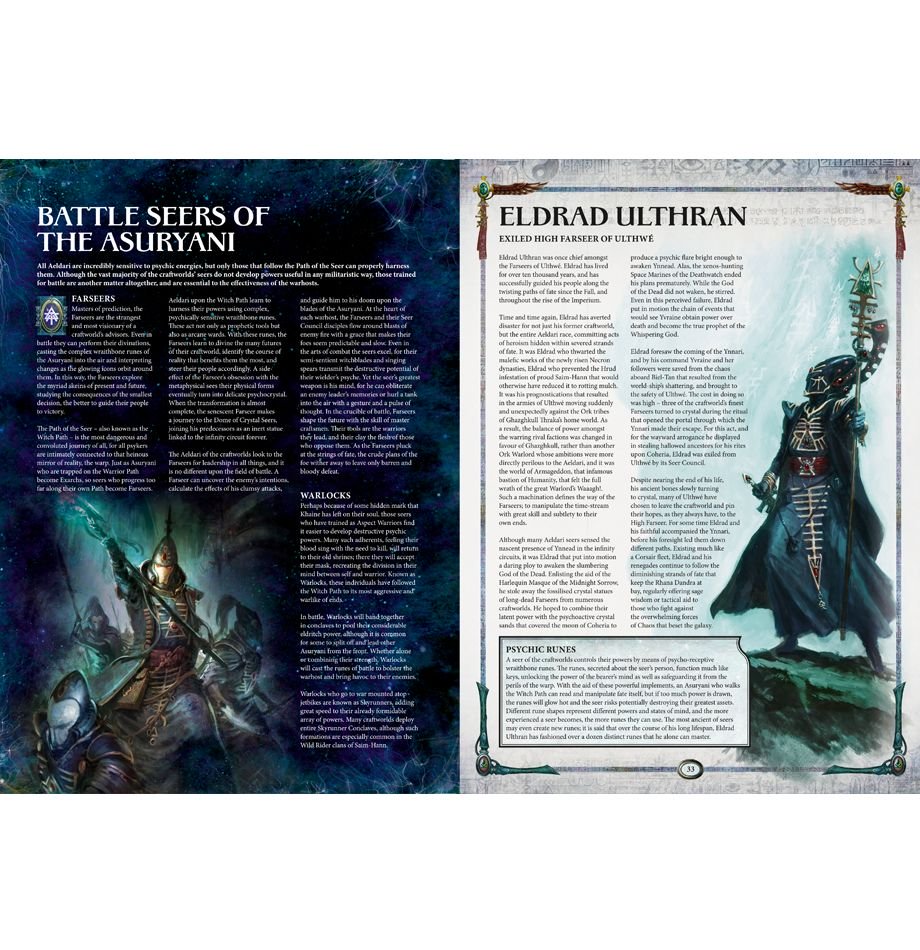 BATTLE SEERS OF
THE ASURYANI
All Aeldari are incredibly sensitive to psychic energies, but only those that follow the Path of the Seer can properly harness
them. Although the vast majority of the craftworlds' seers do not develop powers useful in any militaristic way, those trained
for battle are another matter altogether, and are essential to the effectiveness of the warhosts.
FARSEERS
Masters of prediction, the
Farseers are the strangest
and most visionary of a
craftworld's advisors. Even in
battle they can perform their divinations,
casting the complex wraithbone runes of
the Asuryani into the air and interpreting
changes as the glowing icons orbit around
them. In this way, the Farseers explore
the myriad skeins of present and future,
studying the consequences of the smallest
decision, the better to guide their people
to victory.
The Path of the Seer – also known as the
Witch Path – is the most dangerous and
convoluted journey of all, for all psykers
are intimately connected to that heinous
mirror of reality, the warp. Just as Asuryani
who are trapped on the Warrior Path
become Exarchs, so seers who progress too
far along their own Path become Farseers.
Aeldari upon the Witch Path learn to
harness their powers using complex,
psychically sensitive wraithbone runes.
These act not only as prophetic tools but
also as arcane wards. With these runes, the
Farseers learn to divine the many futures
of their craftworld, identify the course of
reality that benefits them the most, and
steer their people accordingly. A side-
effect of the Farseer's obsession with the
metaphysical sees their physical forms
eventually turn into delicate psychocrystal.
When the transformation is almost
complete, the senescent Farseer makes
a journey to the Dome of Crystal Seers,
joining his predecessors as an inert statue
linked to the infinity circuit forever.
The Aeldari of the craftworlds look to the
Farseers for leadership in all things, and it
is no different upon the field of battle. A
Farseer can uncover the enemy's intentions,
calculate the effects of his clumsy attacks,
and guide him to his doom upon the
blades of the Asuryani. At the heart of
each warhost, the Farseers and their Seer
Council disciples flow around blasts of
enemy fire with a grace that makes their
foes seem predictable and slow. Even in
the arts of combat the seers excel, for their
semi-sentient witchblades and singing
spears transmit the destructive potential of
their wielder's psyche. Yet the seer's greatest
weapon is his mind, for he can obliterate
an enemy leader's memories or hurl a tank
into the air with a gesture and a pulse of
thought. In the crucible of battle, Farseers
shape the future with the skill of master
craftsmen. Their tools are the warriors
they lead, and their clay the flesh of those
who oppose them. As the Farseers pluck
at the strings of fate, the crude plans of the
foe wither away to leave only barren and
bloody defeat.
WARLOCKS
Perhaps because of some hidden mark that
Khaine has left on their soul, those seers
who have trained as Aspect Warriors find
it easier to develop destructive psychic
powers. Many such adherents, feeling their
blood sing with the need to kill, will return
to their old shrines; there they will accept
their mask, recreating the division in their
mind between self and warrior. Known as
Warlocks, these individuals have followed
the Witch Path to its most aggressive and
warlike of ends.
In battle, Warlocks will band together
in conclaves to pool their considerable
eldritch power, although it is common
for some to split off and lead other
Asuryani from the front. Whether alone
or combining their strength, Warlocks
will cast the runes of battle to bolster the
warhost and bring havoc to their enemies.
Warlocks who go to war mounted atop
jetbikes are known as Skyrunners, adding
great speed to their already formidable
array of powers. Many craftworlds deploy
entire Skyrunner Conclaves, although such
formations are especially common in the
Wild Rider clans of Saim-Hann.
ELDRAD ULTHRAN
EXILED HIGH FARSEER OF ULTHWÉ
Eldrad Ulthran was once chief amongst
the Farseers of Ulthwé. Eldrad has lived
for over ten thousand years, and has
successfully guided his people along the
twisting paths of fate since the Fall, and
throughout the rise of the Imperium.
Time and time again, Eldrad has averted
disaster for not just his former craftworld,
but the entire Aeldari race, committing acts
of heroism hidden within severed strands
of fate. It was Eldrad who thwarted the
malefic works of the newly risen Necron
dynasties, Eldrad who prevented the Hrud
infestation of proud Saim-Hann that would
otherwise have reduced it to rotting mulch.
It was his prognostications that resulted
in the armies of Ulthwé moving suddenly
and unexpectedly against the Ork tribes
of Ghazghkull Thraka's home world. As
a result, the balance of power amongst
the warring rival factions was changed in
favour of Ghazghkull, rather than another
Ork Warlord whose ambitions were more
directly perilous to the Aeldari, and it was
the world of Armageddon, that infamous
bastion of Humanity, that felt the full
wrath of the great Warlord's Waaagh!.
Such a machination defines the way of the
Farseers; to manipulate the time-stream
with great skill and subtlety to their
own ends.
Although many Aeldari seers sensed the
nascent presence of Ynnead in the infinity
circuits, it was Eldrad that put into motion
a daring ploy to awaken the slumbering
God of the Dead. Enlisting the aid of the
Harlequin Masque of the Midnight Sorrow,
he stole away the fossilised crystal statues
of long-dead Farseers from numerous
craftworlds. He hoped to combine their
latent power with the psychoactive crystal
sands that covered the moon of Coheria to
produce a psychic flare bright enough to
awaken Ynnead. Alas, the xenos-hunting
Space Marines of the Deathwatch ended
his plans prematurely. While the God
of the Dead did not waken, he stirred.
Even in this perceived failure, Eldrad
put in motion the chain of events that
would see Yvraine obtain power over
death and become the true prophet of the
Whispering God.
Eldrad foresaw the coming of the Ynnari,
and by his command Yvraine and her
followers were saved from the chaos
aboard Biel-Tan that resulted from the
world-ship's shattering, and brought to
the safety of Ulthwé. The cost in doing so
was high – three of the craftworld's finest
Farseers turned to crystal during the ritual
that opened the portal through which the
Ynnari made their escape. For this act, and
for the wayward arrogance he displayed
in stealing hallowed ancestors for his rites
upon Coheria, Eldrad was exiled from
Ulthwé by its Seer Council.
Despite nearing the end of his life,
his ancient bones slowly turning
to crystal, many of Ulthwé have
chosen to leave the craftworld and pin
their hopes, as they always have, to the
High Farseer. For some time Eldrad and
his faithful accompanied the Ynnari,
before his foresight led them down
different paths. Existing much like
a Corsair fleet, Eldrad and his
renegades continue to follow the
diminishing strands of fate that
keep the Rhana Dandra at
bay, regularly offering sage
wisdom or tactical aid to
those who fight against
the overwhelming forces
of Chaos that beset the galaxy.
PSYCHIC RUNES
A seer of the craftworlds controls their powers by means of psycho-receptive
wraithbone runes. The runes, secreted about the seer's person, function much like
keys, unlocking the power of the bearer's mind as well as safeguarding it from the
perils of the warp. With the aid of these powerful implements, an Asuryani who walks
the Witch Path can read and manipulate fate itself, but if too much power is drawn,
the runes will glow hot and the seer risks potentially destroying their greatest assets.
Different rune shapes represent different powers and states of mind, and the more
experienced a seer becomes, the more runes they can use. The most ancient of seers
may even create new runes; it is said that over the course of his long lifespan, Eldrad
Ulthran has fashioned over a dozen distinct runes that he alone can master.
33